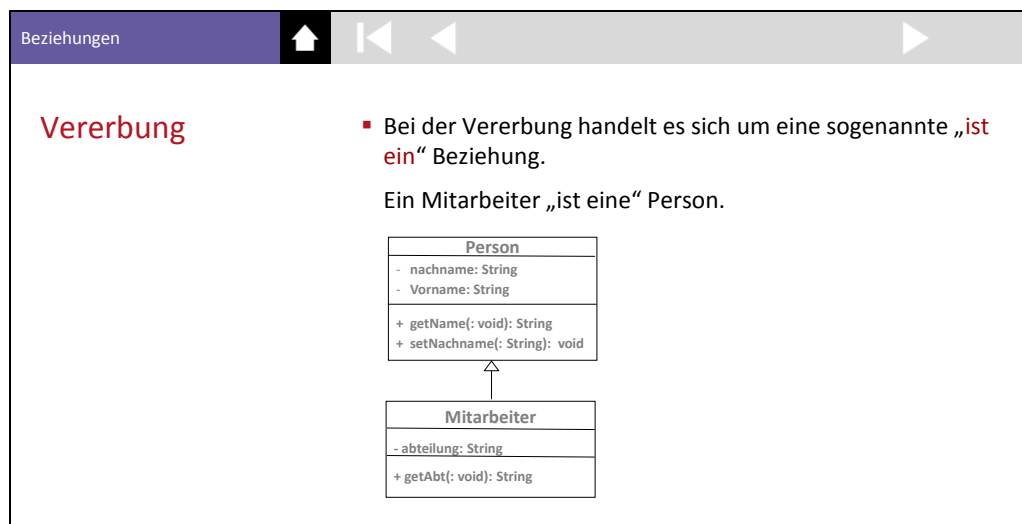 Beziehungen
Vererbung
▪ Bei der Vererbung handelt es sich um eine sogenannte „ist
ein“ Beziehung.
Ein Mitarbeiter „ist eine“ Person.
Person
- nachname: String
- Vorname: String
+ getName(: void): String
+ setNachname(: String): void
Mitarbeiter
- abteilung: String
+ getAbt(: void): String